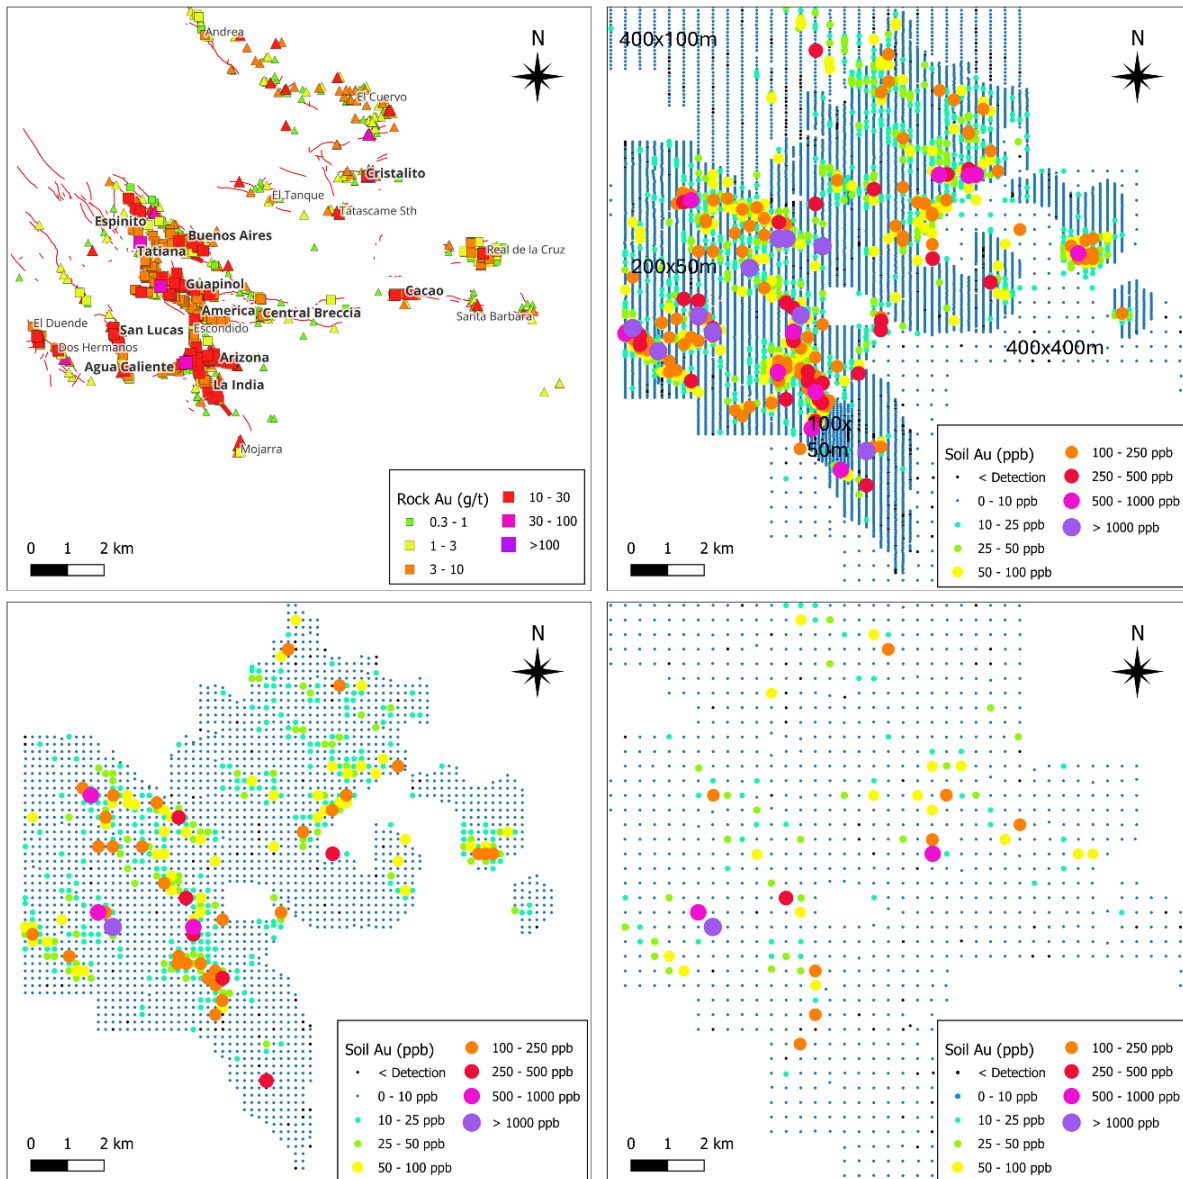 Andrea
N
El Cuervo
Cristalito
El Tanque
Tatascame Sth
Espinito
Buenos Aires
Tatiana
Real de la Cruz
Guapinol
Cacao
America
Central Breccia
Santa Barbara
El Duende
San Lucas
Escondido
Dos Hermanos
Agua Caliente
Arizona
La India
Mojarra
Rock Au (g/t)
0.3 - 1
1 - 3
3 - 10
10 - 30
30 - 100
>100
0 1 2 km
400x100m
N
200x50m
400x400m
100x
50m
Soil Au (ppb)
< Detection
0 - 10 ppb
10 - 25 ppb
25 - 50 ppb
50 - 100 ppb
100 - 250 ppb
250 - 500 ppb
500 - 1000 ppb
> 1000 ppb
0 1 2 km
N
Soil Au (ppb)
< Detection
0 - 10 ppb
10 - 25 ppb
25 - 50 ppb
50 - 100 ppb
100 - 250 ppb
250 - 500 ppb
500 - 1000 ppb
> 1000 ppb
0 1 2 km
N
Soil Au (ppb)
< Detection
0 - 10 ppb
10 - 25 ppb
25 - 50 ppb
50 - 100 ppb
100 - 250 ppb
250 - 500 ppb
500 - 1000 ppb
> 1000 ppb
0 1 2 km